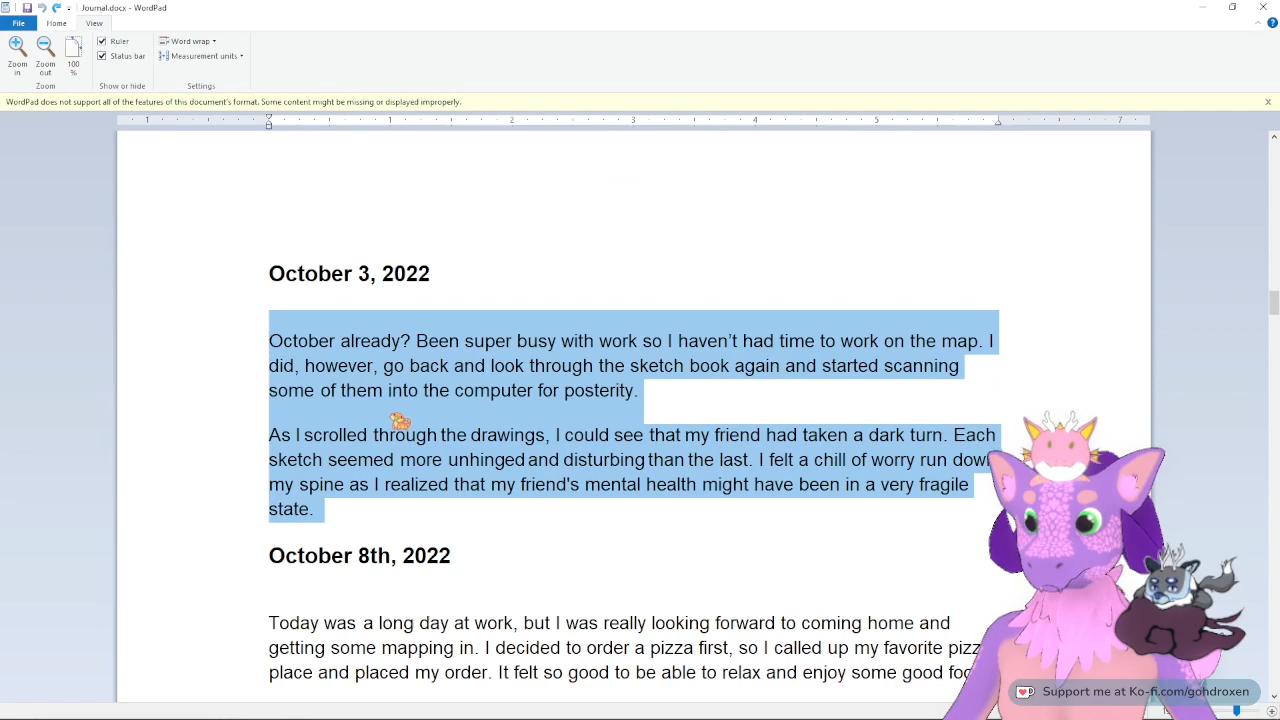 Journal.docx - WordPad
File Home View
Zoom in
Zoom out
100 %
Ruler
Status bar
Word wrap
Measurement units
Zoom
Show or hide
Settings
WordPad does not support all of the features of this document's format. Some content might be missing or displayed improperly.
1 1 2 3 4 5 7
October 3, 2022
October already? Been super busy with work so I haven't had time to work on the map. I
did, however, go back and look through the sketch book again and started scanning
some of them into the computer for posterity.
As I scrolled through the drawings, I could see that my friend had taken a dark turn. Each
sketch seemed more unhinged and disturbing than the last. I felt a chill of worry run down
my spine as I realized that my friend's mental health might have been in a very fragile
state.
October 8th, 2022
Today was a long day at work, but I was really looking forward to coming home and
getting some mapping in. I decided to order a pizza first, so I called up my favorite pizz
place and placed my order. It felt so good to be able to relax and enjoy some good foo
Support me at Ko-fi.com/gohdroxen